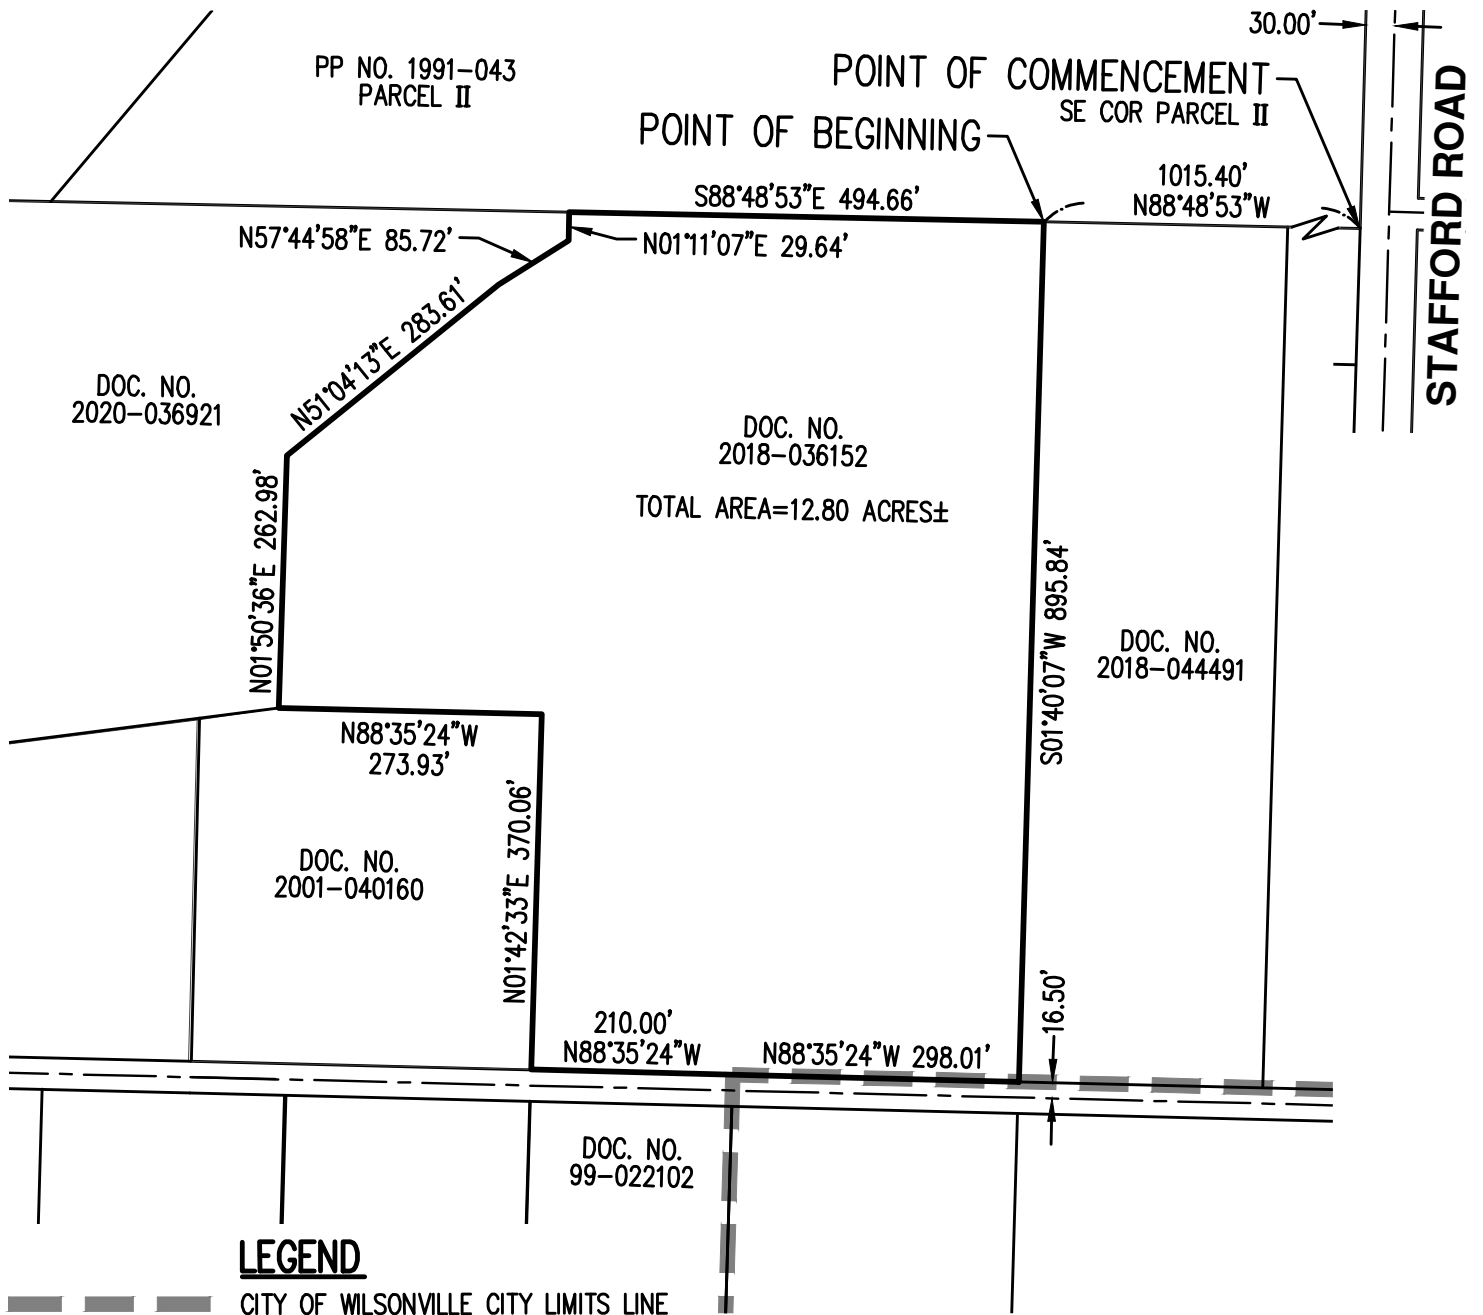 30.00'
PP NO. 1991-043
PARCEL II
POINT OF COMMENCEMENT
SE COR PARCEL II
POINT OF BEGINNING
STAFFORD ROAD
1015.40'
N88°48'53"W
S88°48'53"E 494.66'
N57°44'58"E 85.72'
N01°11'07"E 29.64'
N51°04'13"E 283.61'
DOC. NO.
2020-036921
DOC. NO.
2018-036152
TOTAL AREA=12.80 ACRES±
N01°50'36"E 262.98'
S01°40'07"W 895.84'
DOC. NO.
2018-044491
N88°35'24"W
273.93'
N01°42'33"E 370.06'
DOC. NO.
2001-040160
16.50'
210.00'
N88°35'24"W
N88°35'24"W 298.01'
DOC. NO.
99-022102
LEGEND
CITY OF WILSONVILLE CITY LIMITS LINE